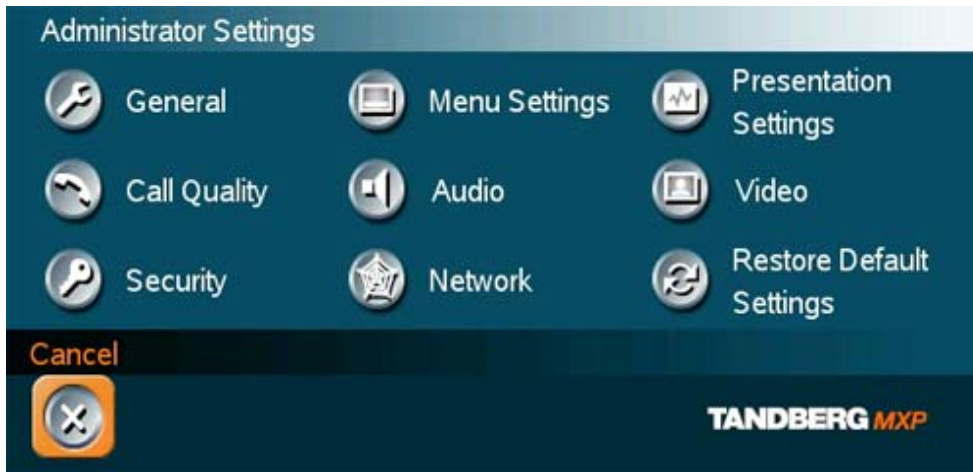 Administrator Settings
General
Menu Settings
Presentation
Settings
Call Quality
Audio
Video
Security
Network
Restore Default
Settings
Cancel
TANDBERG MXP